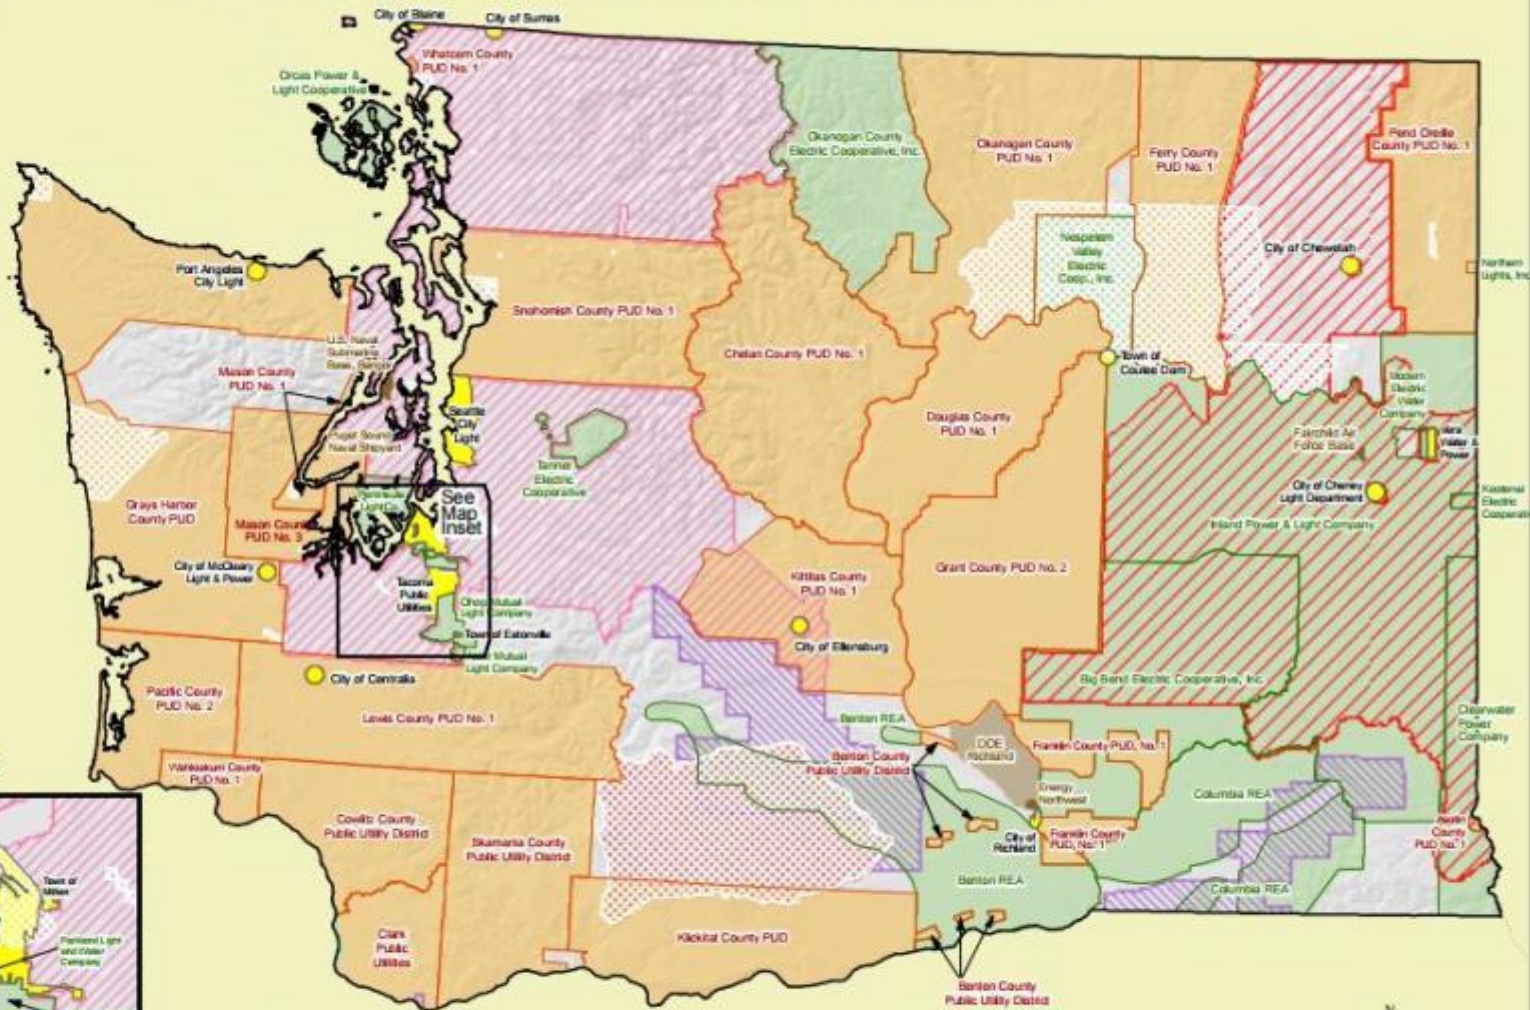 City of Blaine
City of Sumas
Whatcom County
PUD No. 1
Orcas Power &
Light Cooperative
Okanogan County
Electric Cooperative, Inc.
Okanogan County
PUD No. 1
Ferry County
PUD No. 1
Pend Oreille
County PUD No. 1
Nespelem
Valley
Electric
Coop., Inc.
City of Chewelah
Northern
Lights, Inc
Port Angeles
City Light
Snohomish County PUD No. 1
Chelan County PUD No. 1
U.S. Naval
Submarine
Base, Bangor
Mason County
PUD No. 1
Town of
Coulee Dam
Modern
Electric
Water
Company
Seattle
City
Light
Douglas County
PUD No. 1
Puget Sound
Naval Shipyard
Fairchild Air
Force Base
Vera
Water &
Power
Tanner
Electric
Cooperative
City of Cheney
Light Department
Kootenai
Electric
Cooperati
Peninsula
Light Co.
See
Map
Inset
Grays Harbor
County PUD
Mason County
PUD No. 3
Inland Power & Light Company
City of McCleary
Light & Power
Tacoma
Public
Utilities
Kittitas County
PUD No. 1
Grant County PUD No. 2
Ohop Mutual
Light Company
Town of Eatonville
Mutual
Light Company
City of Ellensburg
City of Centralia
Big Bend Electric Cooperative, Inc.
Pacific County
PUD No. 2
Lewis County PUD No. 1
Benton REA
Clearwater
Power
Company
DOE
Richland
Franklin County PUD, No. 1
Benton County
Public Utility District
Wahkiakum County
PUD No. 1
Energy
Northwest
Columbia REA
Cowlitz County
Public Utility District
Skamania County
Public Utility District
City of
Richland
Franklin County
PUD, No. 1
County
PUD No. 1
Benton REA
Columbia REA
Town of
Milton
Parkland Light
and Water
Company
Clark
Public
Utilities
Klickitat County PUD
Benton County
Public Utility District
N